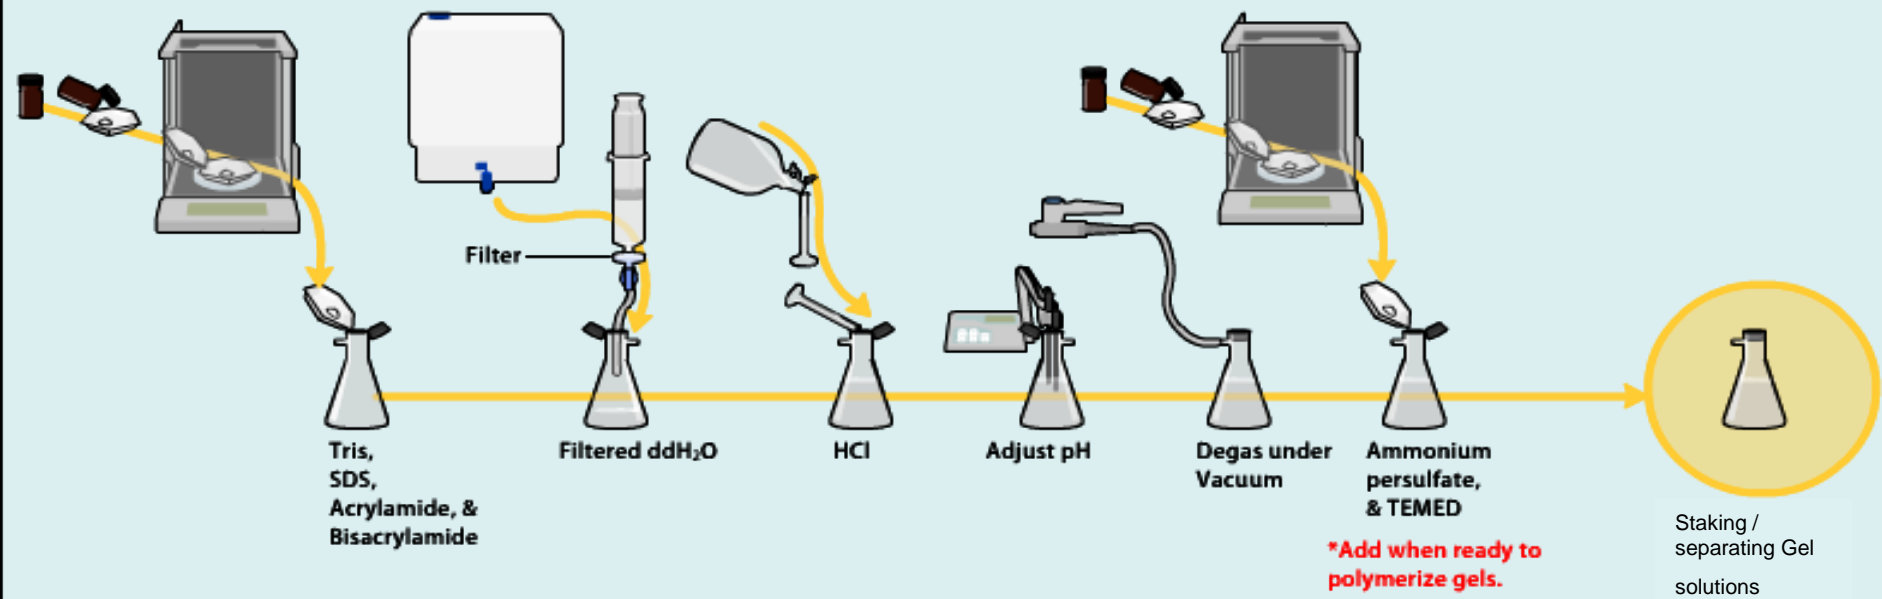 Filter
Tris,
SDS,
Acrylamide, &
Bisacrylamide
Filtered ddH₂O
HCl
Adjust pH
Degas under
Vacuum
Ammonium
persulfate,
& TEMED
*Add when ready to
polymerize gels.
Staking /
separating Gel
solutions